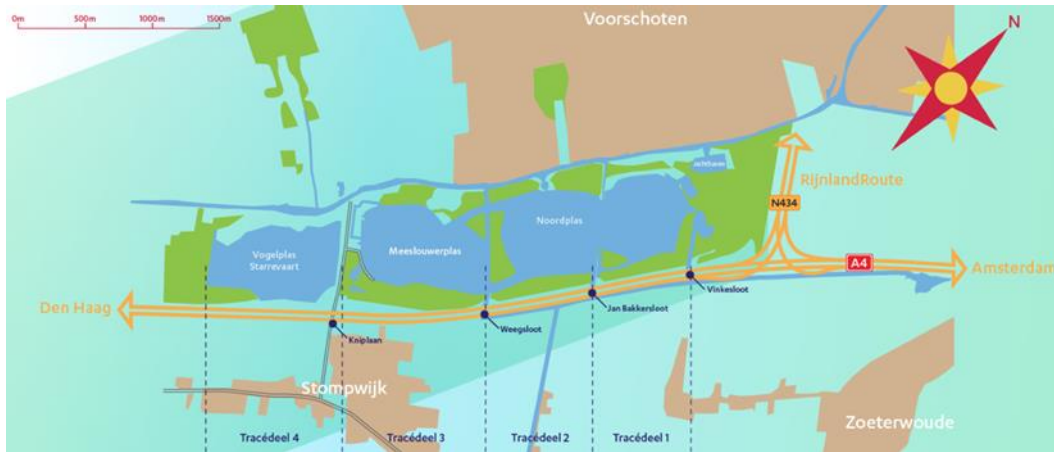 0m 500m 1000m 1500m
Voorschoten
N
Jachthaven
RijnlandRoute
N434
Noordplas
Meeslouwerplas
Vogelplas
Starrevaart
A4
Amsterdam
Vinkesloot
Den Haag
Jan Bakkersloot
Weegsloot
Kniplaan
Stompwijk
Zoeterwoude
Tracédeel 4 Tracédeel 3 Tracédeel 2 Tracédeel 1